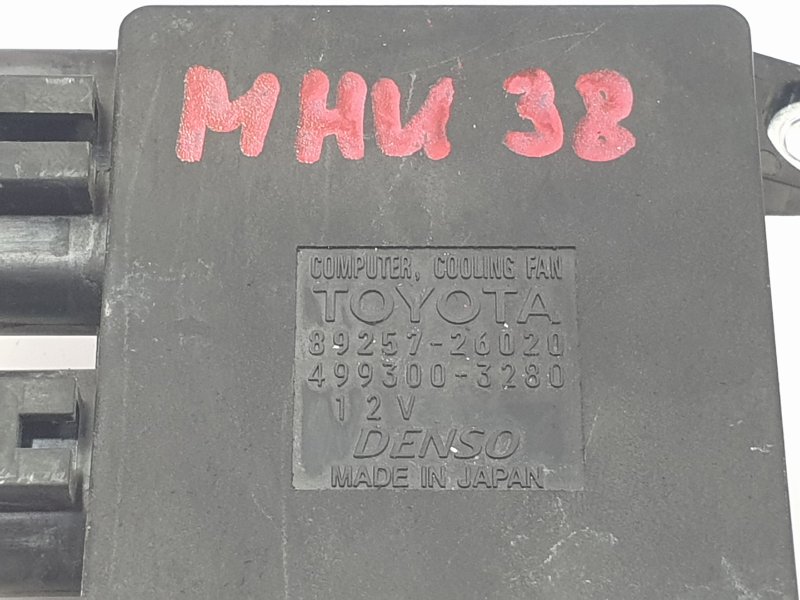 MHU 38
COMPUTER, COOLING FAN
TOYOTA
89257-26020
499300-3280
12V
DENSO
MADE IN JAPAN